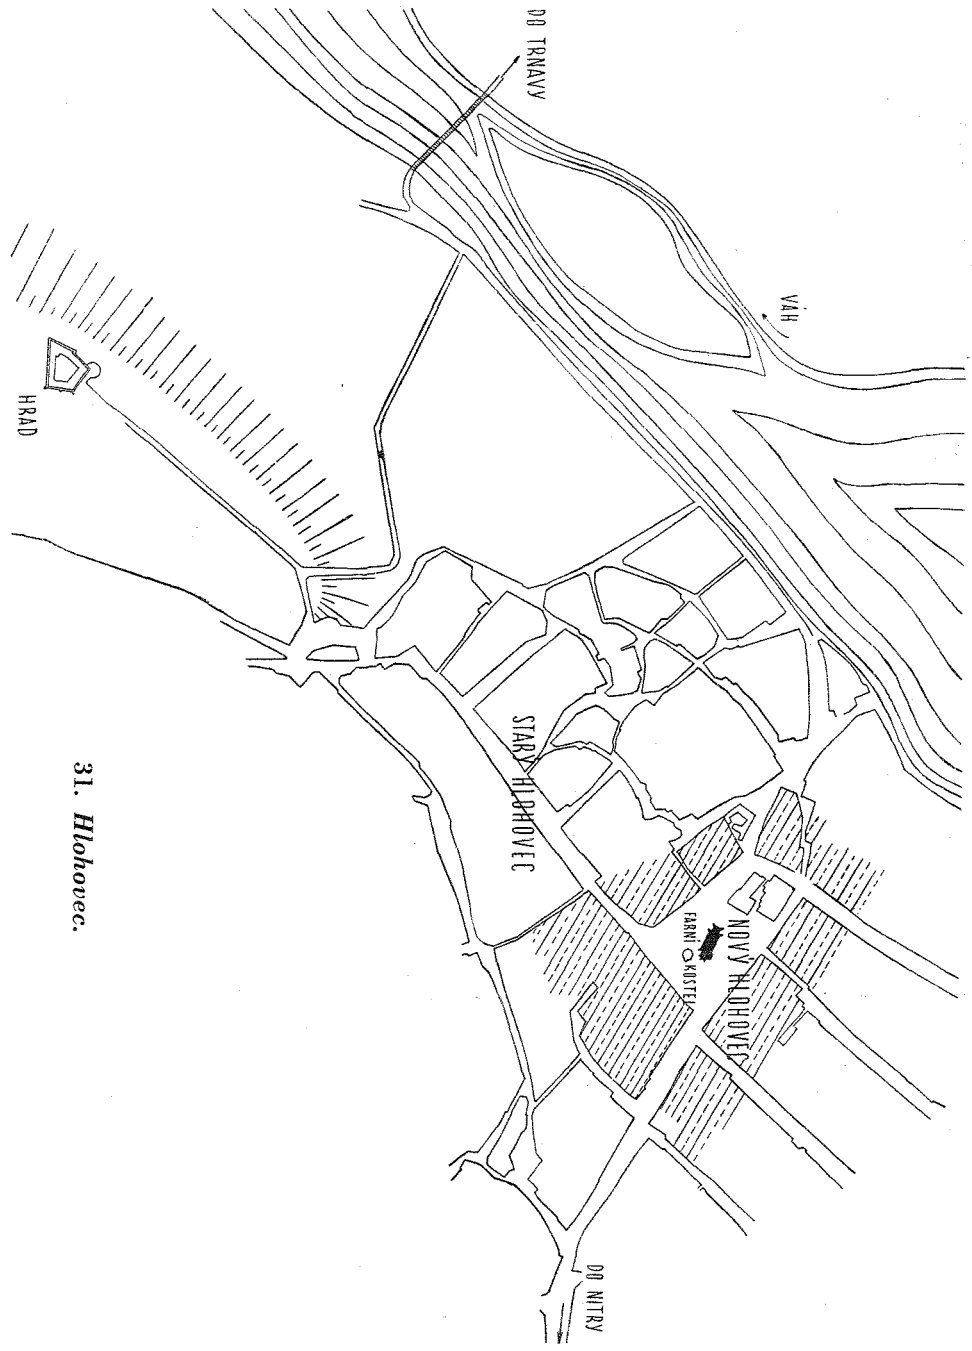 DO TRNAVY
VÁH
HRAD
STARÝ HLOHOVEC
NOVÝ HLOHOVEC
FARNÍ KOSTEL
DO NITRY
31. Hlohovec.